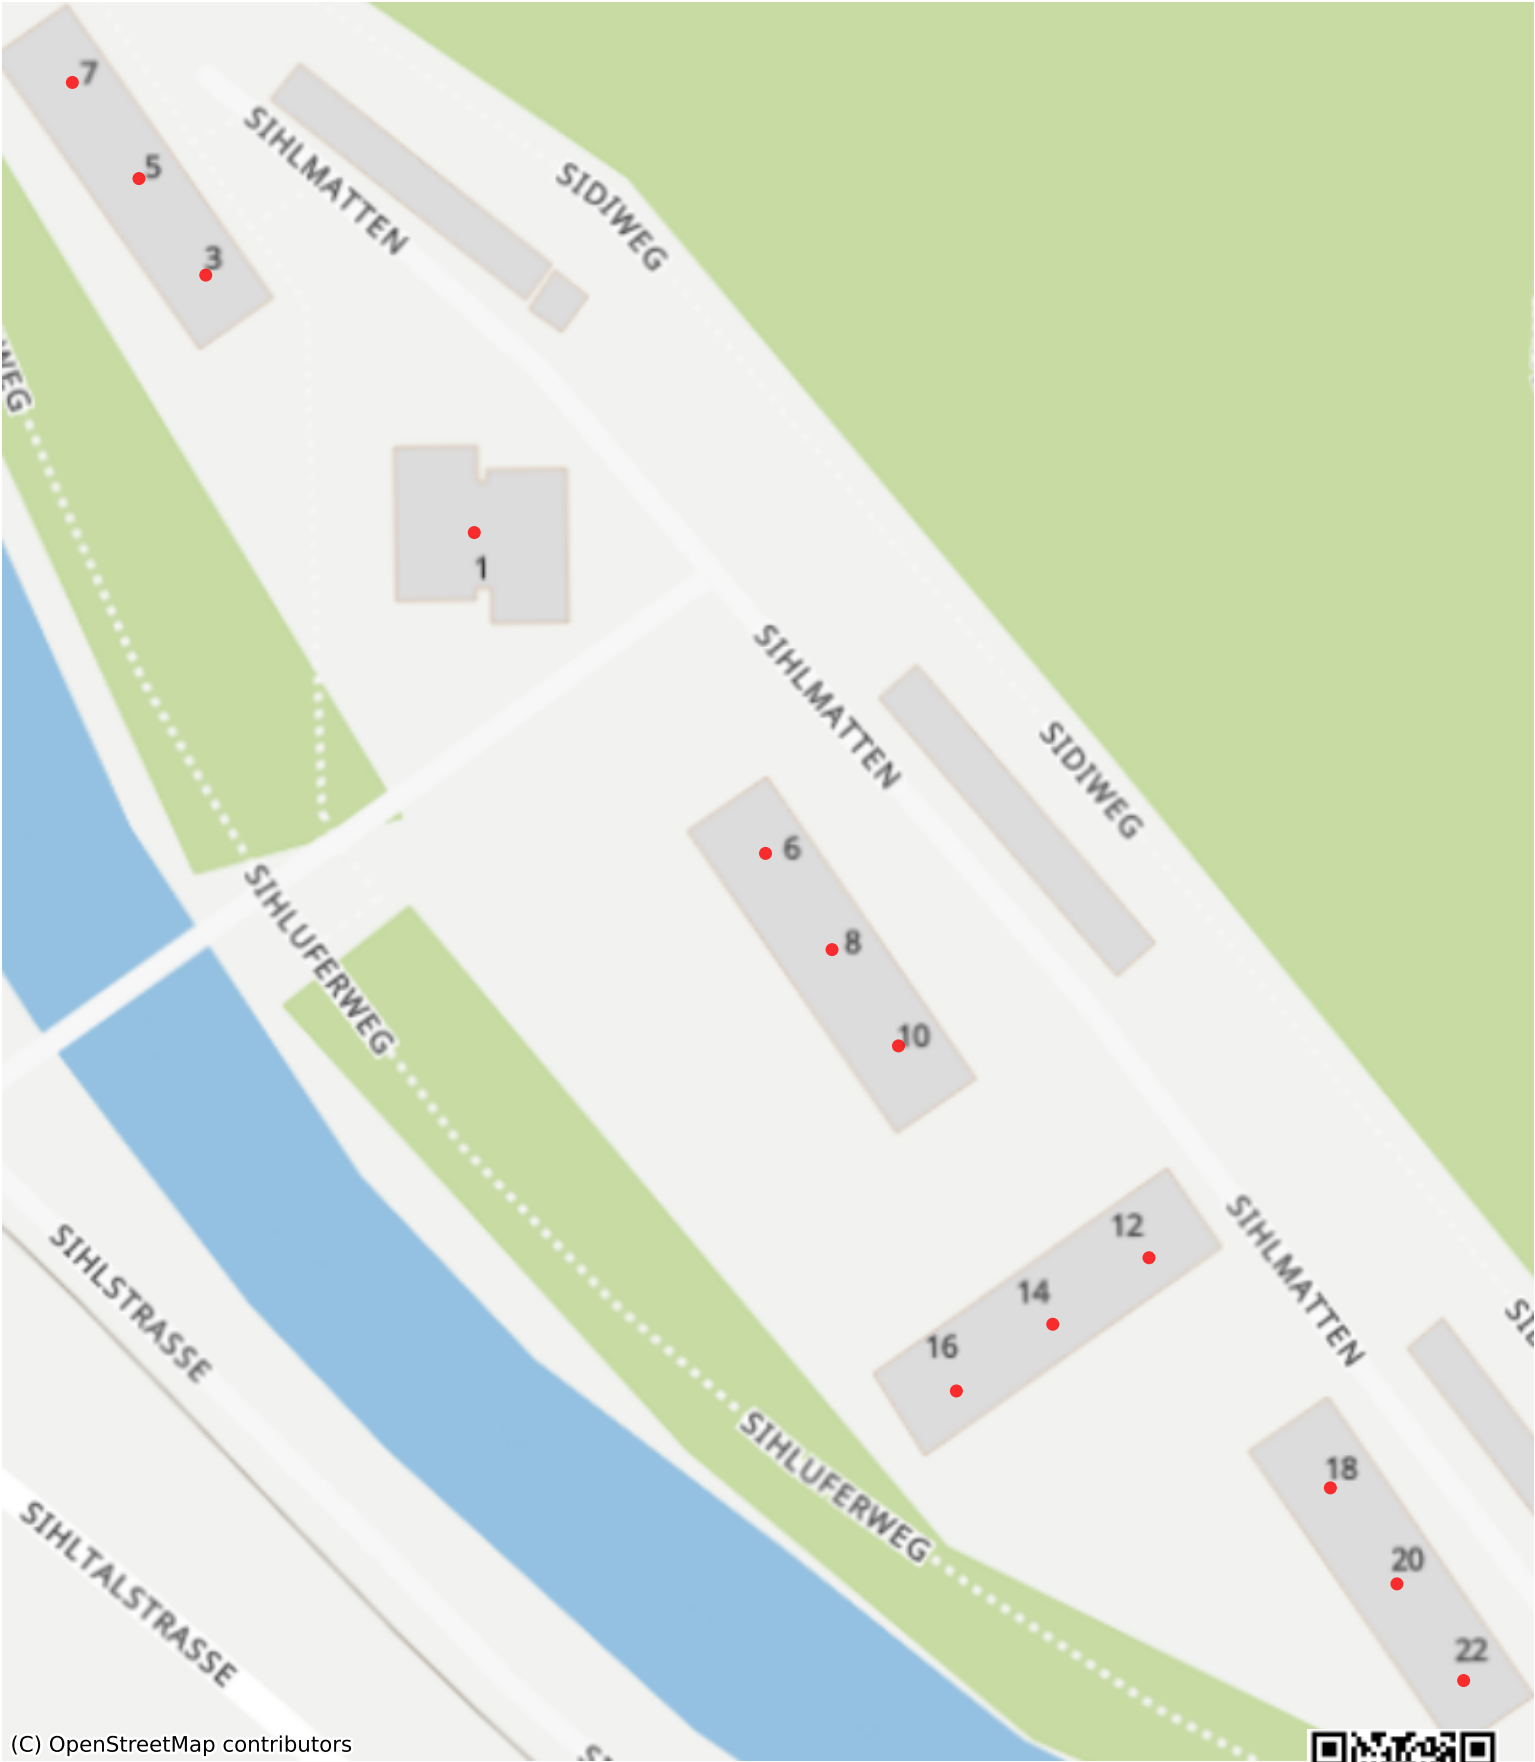 7
5
3
SIHLMATTEN
SIDIWEG
WEG
1
SIHLMATTEN
SIDIWEG
6
8
10
SIHLUFERWEG
12
14
16
SIHLMATTEN
SIHLSTRASSE
SIHLUFERWEG
18
20
22
SIHLTALSTRASSE
(C) OpenStreetMap contributors